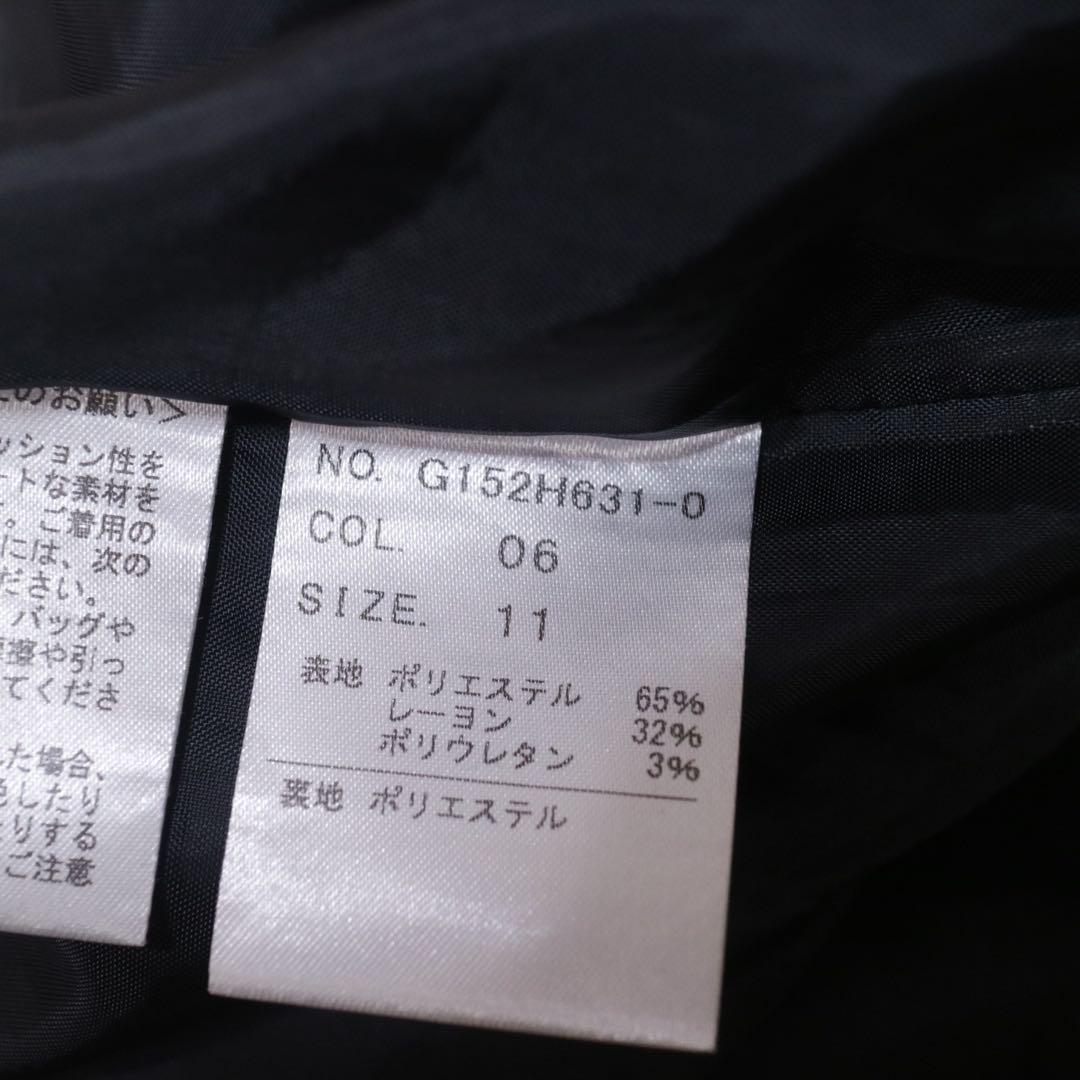 のお願い＞
ッション性を
トな素材を
。ご着用の
には、次の
ださい。
バッグや
擦や引っ
てくださ
た場合、
色したり
りする
ご注意
NO. G152H631-0
COL. 06
SIZE. 11
表地 ポリエステル 65%
レーヨン 32%
ポリウレタン 3%
裏地 ポリエステル